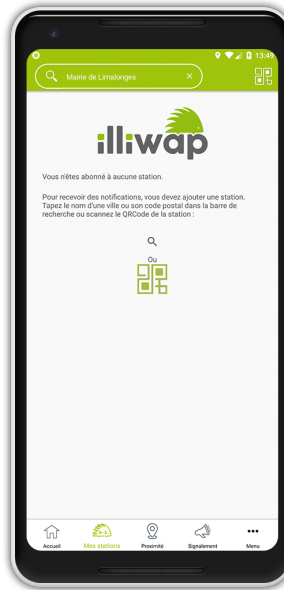 13:49
Mairie de Limalonges
illiwap
Vous n'êtes abonné à aucune station.
Pour recevoir des notifications, vous devez ajouter une station.
Tapez le nom d'une ville ou son code postal dans la barre de
recherche ou scannez le QRCode de la station :
Ou
A-Z
Accueil Mes stations Proximité Signalement Menu